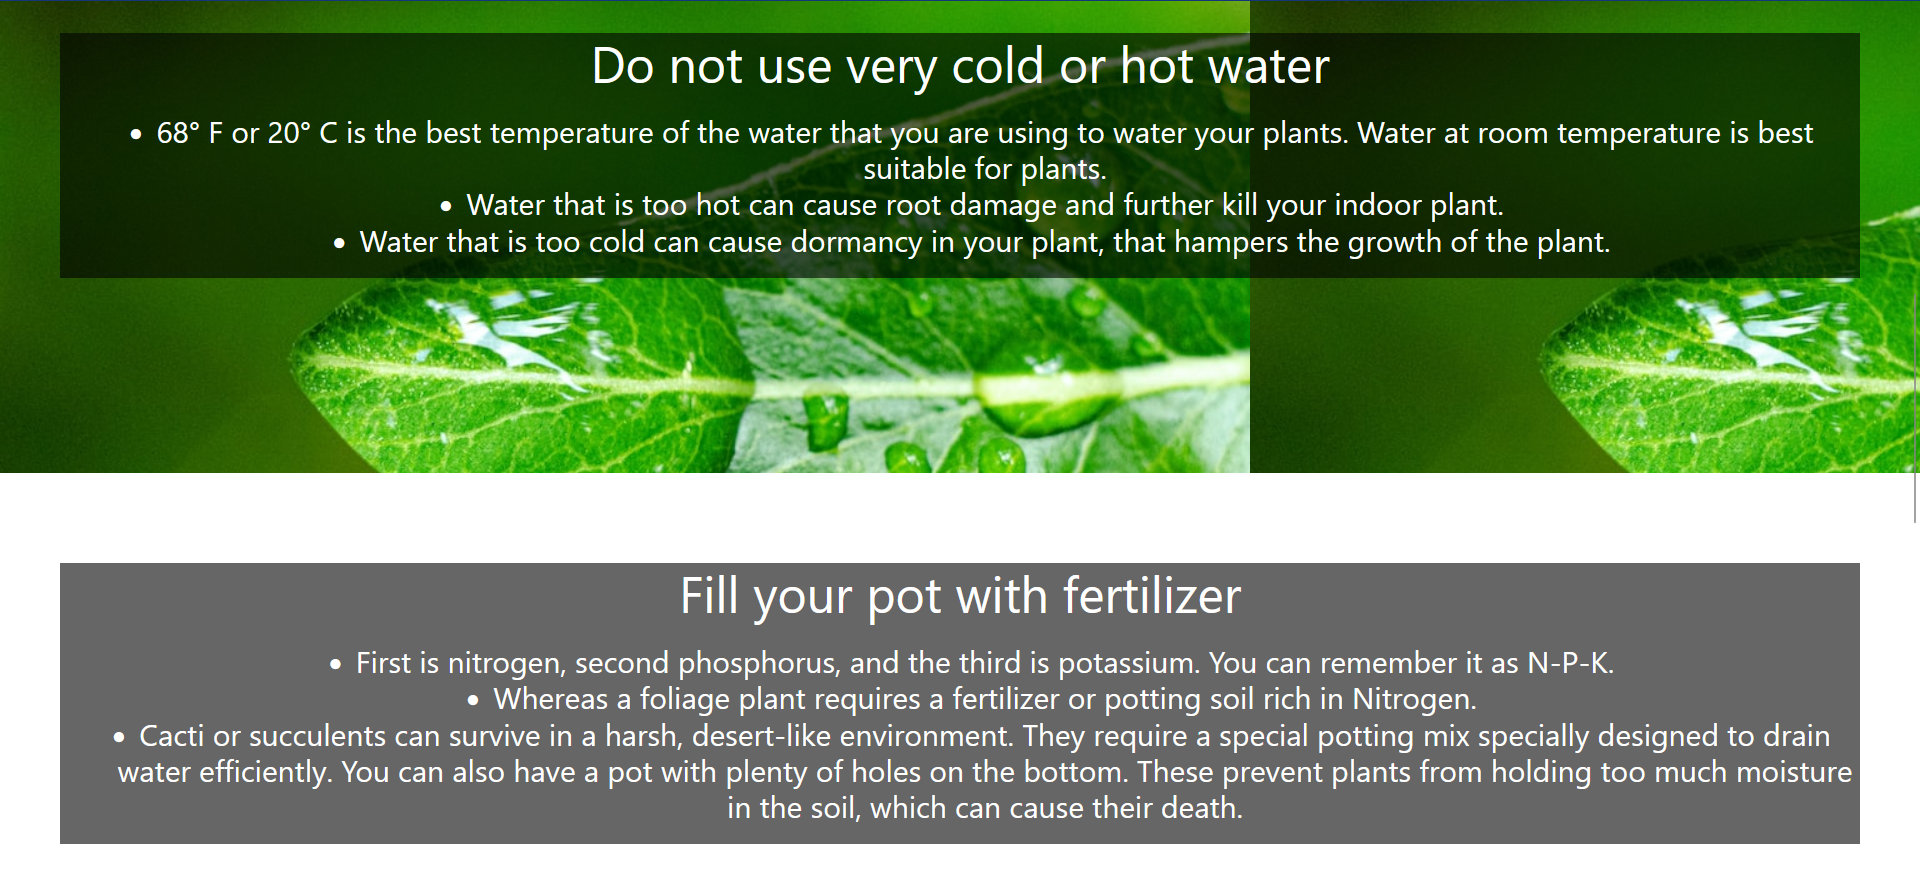 Do not use very cold or hot water
• 68° F or 20° C is the best temperature of the water that you are using to water your plants. Water at room temperature is best
suitable for plants.
• Water that is too hot can cause root damage and further kill your indoor plant.
• Water that is too cold can cause dormancy in your plant, that hampers the growth of the plant.
Fill your pot with fertilizer
• First is nitrogen, second phosphorus, and the third is potassium. You can remember it as N-P-K.
• Whereas a foliage plant requires a fertilizer or potting soil rich in Nitrogen.
• Cacti or succulents can survive in a harsh, desert-like environment. They require a special potting mix specially designed to drain
water efficiently. You can also have a pot with plenty of holes on the bottom. These prevent plants from holding too much moisture
in the soil, which can cause their death.